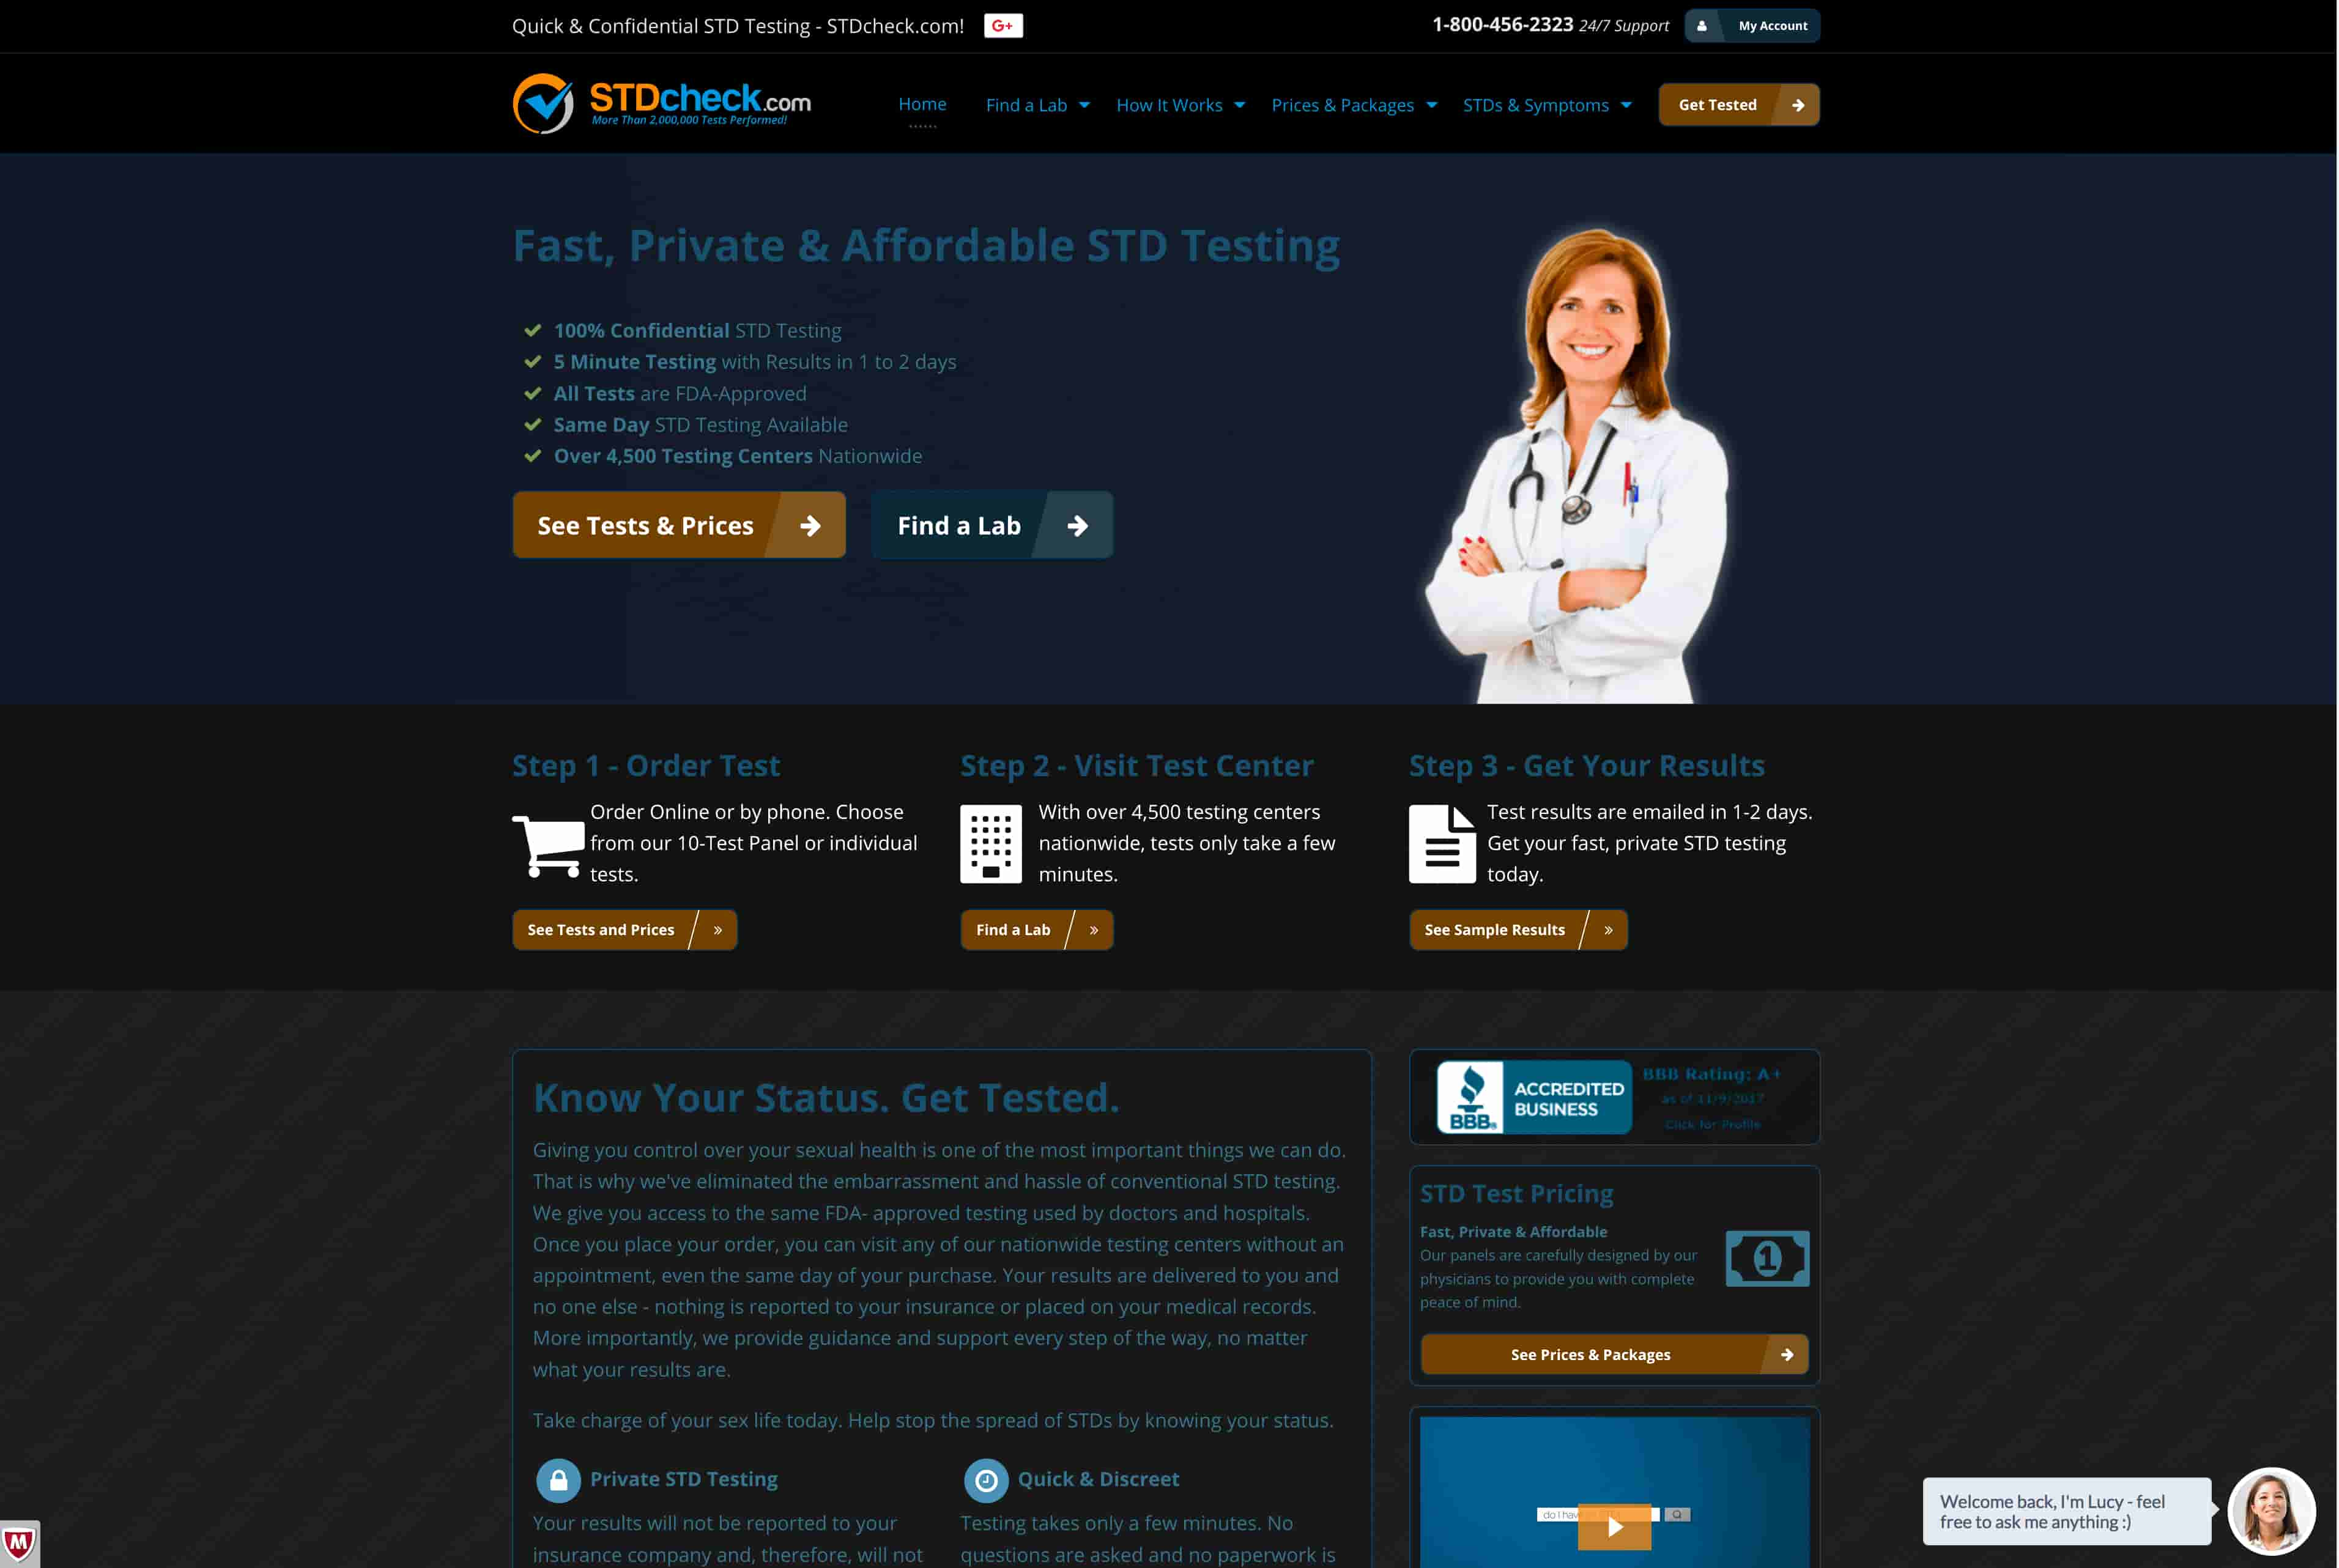 Quick & Confidential STD Testing - STDcheck.com!
G+
1-800-456-2323 24/7 Support
My Account
STDcheck.com
More Than 2,000,000 Tests Performed!
Home
Find a Lab
How It Works
Prices & Packages
STDs & Symptoms
Get Tested
Fast, Private & Affordable STD Testing
100% Confidential STD Testing
5 Minute Testing with Results in 1 to 2 days
All Tests are FDA-Approved
Same Day STD Testing Available
Over 4,500 Testing Centers Nationwide
See Tests & Prices
Find a Lab
Step 1 - Order Test
Order Online or by phone. Choose
from our 10-Test Panel or individual
tests.
See Tests and Prices »
Step 2 - Visit Test Center
With over 4,500 testing centers
nationwide, tests only take a few
minutes.
Find a Lab »
Step 3 - Get Your Results
Test results are emailed in 1-2 days.
Get your fast, private STD testing
today.
See Sample Results »
Know Your Status. Get Tested.
Giving you control over your sexual health is one of the most important things we can do.
That is why we've eliminated the embarrassment and hassle of conventional STD testing.
We give you access to the same FDA- approved testing used by doctors and hospitals.
Once you place your order, you can visit any of our nationwide testing centers without an
appointment, even the same day of your purchase. Your results are delivered to you and
no one else - nothing is reported to your insurance or placed on your medical records.
More importantly, we provide guidance and support every step of the way, no matter
what your results are.
Take charge of your sex life today. Help stop the spread of STDs by knowing your status.
Private STD Testing
Your results will not be reported to your
insurance company and, therefore, will not
Quick & Discreet
Testing takes only a few minutes. No
questions are asked and no paperwork is
BBB
ACCREDITED
BUSINESS
BBB Rating: A+
as of 11/9/2017
Click for Profile
STD Test Pricing
Fast, Private & Affordable
Our panels are carefully designed by our
physicians to provide you with complete
peace of mind.
1
See Prices & Packages
do I hav
Welcome back, I'm Lucy - feel
free to ask me anything :)
M